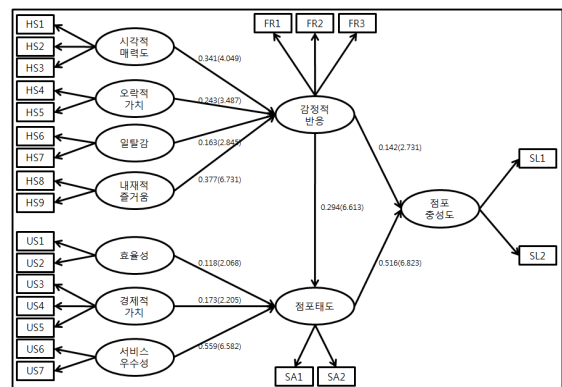 HS1
HS2
HS3
HS4
HS5
HS6
HS7
HS8
HS9
US1
US2
US3
US4
US5
US6
US7
시각적
매력도
오락적
가치
일탈감
내재적
즐거움
효율성
경제적
가치
서비스
우수성
0.341(4.049)
0.243(3.487)
0.163(2.845)
0.377(6.731)
0.118(2.068)
0.173(2.205)
0.559(6.582)
FR1
FR2
FR3
감정적
반응
0.294(6.613)
점포태도
SA1
SA2
0.142(2.731)
0.516(6.823)
점포
충성도
SL1
SL2